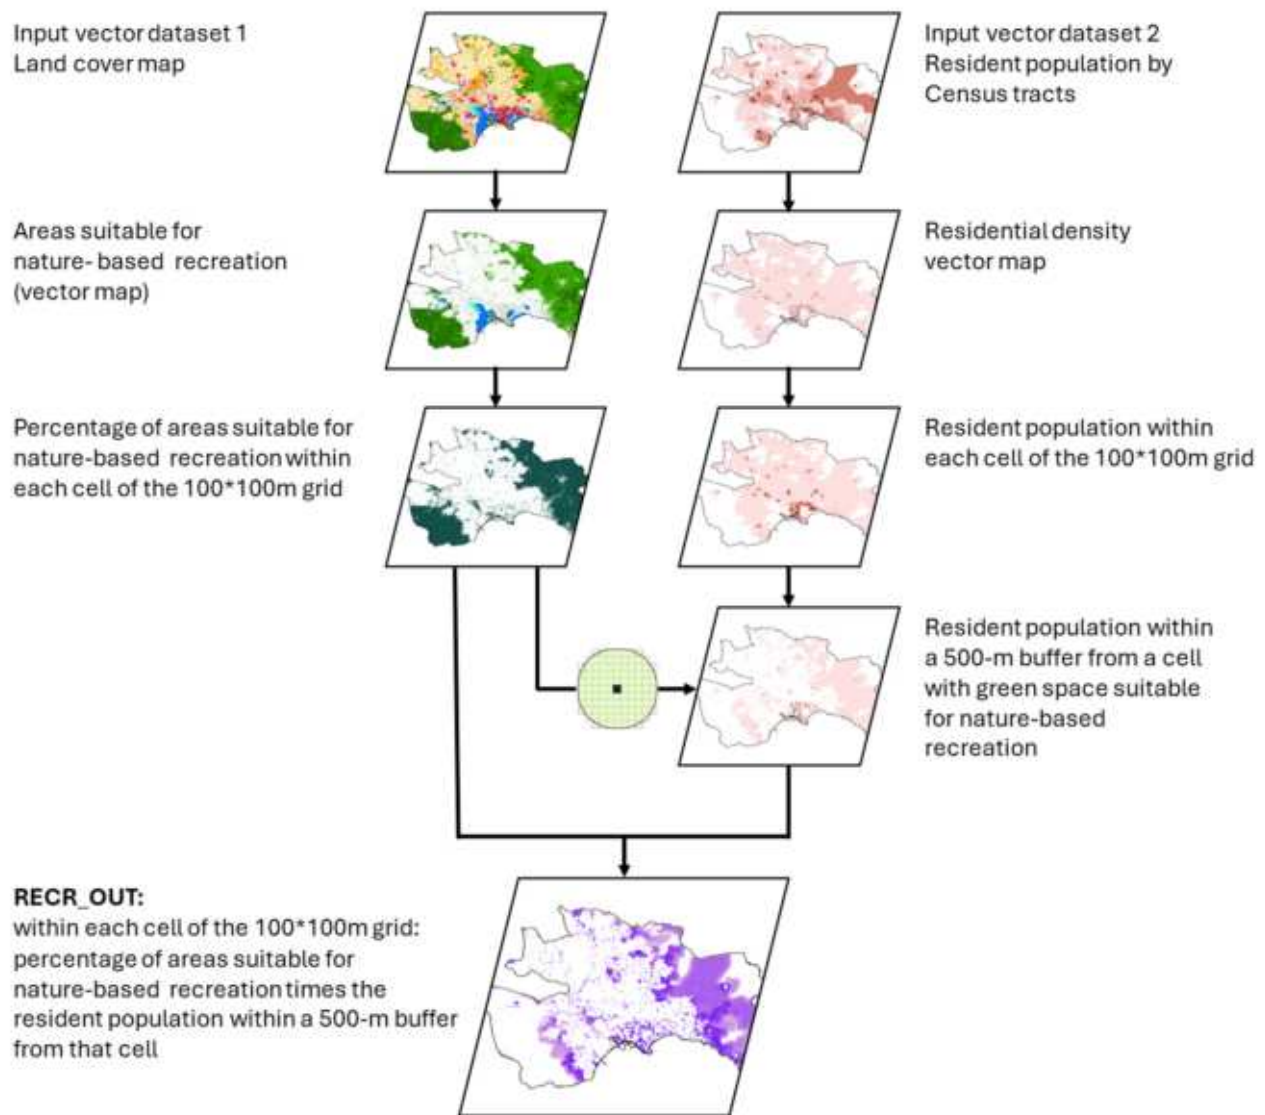 Input vector dataset 1
Land cover map
Input vector dataset 2
Resident population by
Census tracts
Areas suitable for
nature- based recreation
(vector map)
Residential density
vector map
Percentage of areas suitable for
nature-based recreation within
each cell of the 100*100m grid
Resident population within
each cell of the 100*100m grid
Resident population within
a 500-m buffer from a cell
with green space suitable
for nature-based
recreation
RECR_OUT:
within each cell of the 100*100m grid:
percentage of areas suitable for
nature-based recreation times the
resident population within a 500-m buffer
from that cell